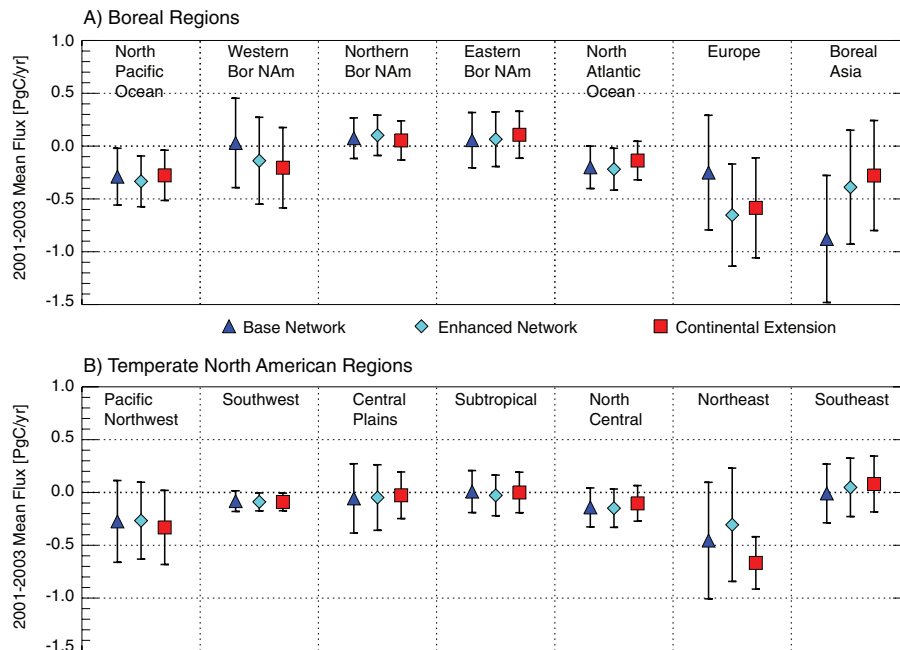 A) Boreal Regions
North Pacific Ocean
Western Bor NAm
Northern Bor NAm
Eastern Bor NAm
North Atlantic Ocean
Europe
Boreal Asia
2001-2003 Mean Flux [PgC/yr]
1.0
0.5
0.0
-0.5
-1.0
-1.5
Base Network
Enhanced Network
Continental Extension
B) Temperate North American Regions
Pacific Northwest
Southwest
Central Plains
Subtropical
North Central
Northeast
Southeast
2001-2003 Mean Flux [PgC/yr]
1.0
0.5
0.0
-0.5
-1.0
-1.5